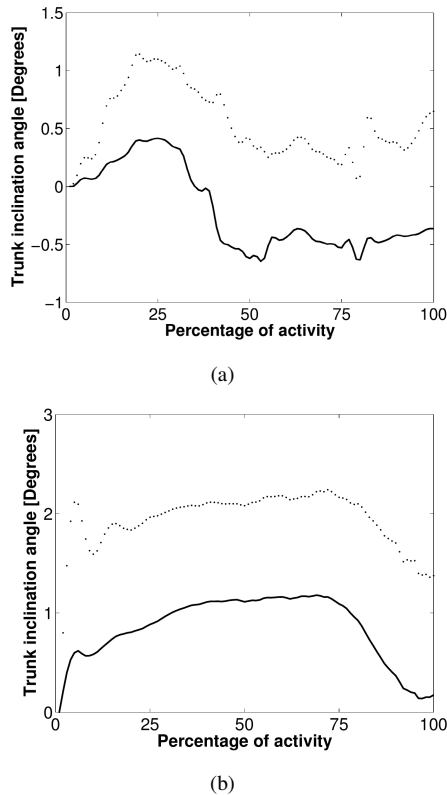 1.5
1
0.5
0
−0.5
−1
0 25 50 75 100
Trunk inclination angle [Degrees]
Percentage of activity
(a)
3
2
1
0
0 25 50 75 100
Trunk inclination angle [Degrees]
Percentage of activity
(b)